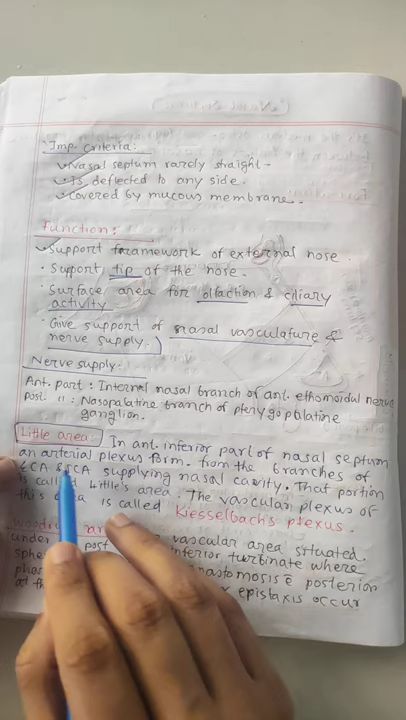 Imp. criteria:
Nasal septum rarely straight -
Is deflected to any side.
Covered by mucous membrane..
Function:
Support framework of external nose.
• Support tip of the nose.
• Surface area for olfaction & ciliary
activity
• Give support of nasal vasculature &
nerve supply.)
Nerve supply:
Ant. part : Internal nasal branch of ant. ethomoidal nerve
post. 11 : Nasopalatine branch of pterygopalatine
ganglion.
Little area: In ant. inferior part of nasal septum
an arterial plexus form. from the branches of
ECA & ICA supplying nasal cavity. That portion
is called little's area. The vascular plexus of
this area is called Kiesselbach's plexus.
under post vascular area situated.
inferior turbinate where
anastomosis c̄ posterior
epistaxis occur